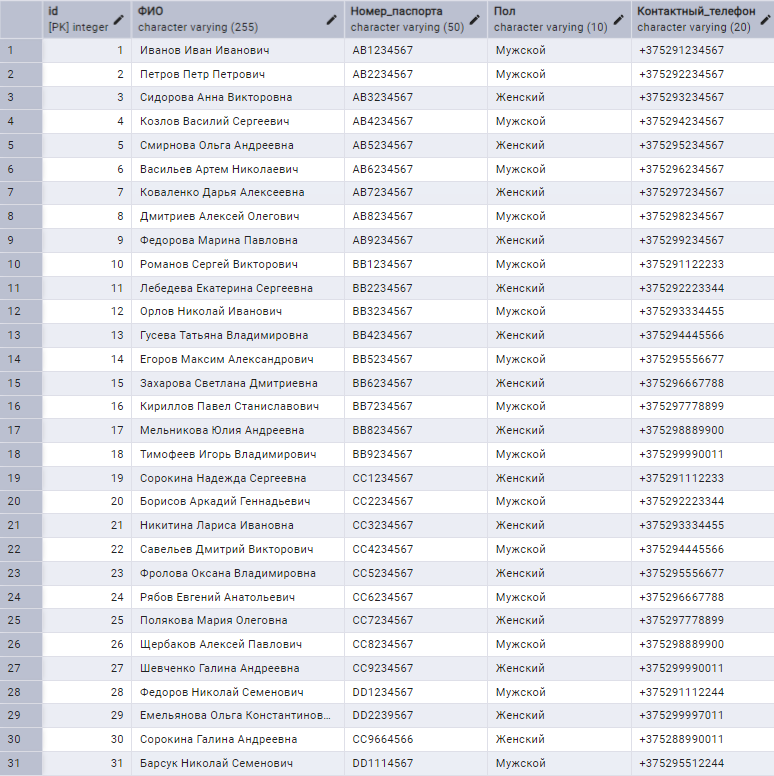 id ФИО Номер_паспорта Пол Контактный_телефон
[PK] integer character varying (255) character varying (50) character varying (10) character varying (20)
1 1 Иванов Иван Иванович AB1234567 Мужской +375291234567
2 2 Петров Петр Петрович AB2234567 Мужской +375292234567
3 3 Сидорова Анна Викторовна AB3234567 Женский +375293234567
4 4 Козлов Василий Сергеевич AB4234567 Мужской +375294234567
5 5 Смирнова Ольга Андреевна AB5234567 Женский +375295234567
6 6 Васильев Артем Николаевич AB6234567 Мужской +375296234567
7 7 Коваленко Дарья Алексеевна AB7234567 Женский +375297234567
8 8 Дмитриев Алексей Олегович AB8234567 Мужской +375298234567
9 9 Федорова Марина Павловна AB9234567 Женский +375299234567
10 10 Романов Сергей Викторович BB1234567 Мужской +375291122233
11 11 Лебедева Екатерина Сергеевна BB2234567 Женский +375292223344
12 12 Орлов Николай Иванович BB3234567 Мужской +375293334455
13 13 Гусева Татьяна Владимировна BB4234567 Женский +375294445566
14 14 Егоров Максим Александрович BB5234567 Мужской +375295556677
15 15 Захарова Светлана Дмитриевна BB6234567 Женский +375296667788
16 16 Кириллов Павел Станиславович BB7234567 Мужской +375297778899
17 17 Мельникова Юлия Андреевна BB8234567 Женский +375298889900
18 18 Тимофеев Игорь Владимирович BB9234567 Мужской +375299990011
19 19 Сорокина Надежда Сергеевна CC1234567 Женский +375291112233
20 20 Борисов Аркадий Геннадьевич CC2234567 Мужской +375292223344
21 21 Никитина Лариса Ивановна CC3234567 Женский +375293334455
22 22 Савельев Дмитрий Викторович CC4234567 Мужской +375294445566
23 23 Фролова Оксана Владимировна CC5234567 Женский +375295556677
24 24 Рябов Евгений Анатольевич CC6234567 Мужской +375296667788
25 25 Полякова Мария Олеговна CC7234567 Женский +375297778899
26 26 Щербаков Алексей Павлович CC8234567 Мужской +375298889900
27 27 Шевченко Галина Андреевна CC9234567 Женский +375299990011
28 28 Федоров Николай Семенович DD1234567 Мужской +375291112244
29 29 Емельянова Ольга Константинов... DD2239567 Женский +375299997011
30 30 Сорокина Галина Андреевна CC9664566 Женский +375288990011
31 31 Барсук Николай Семенович DD1114567 Мужской +375295512244